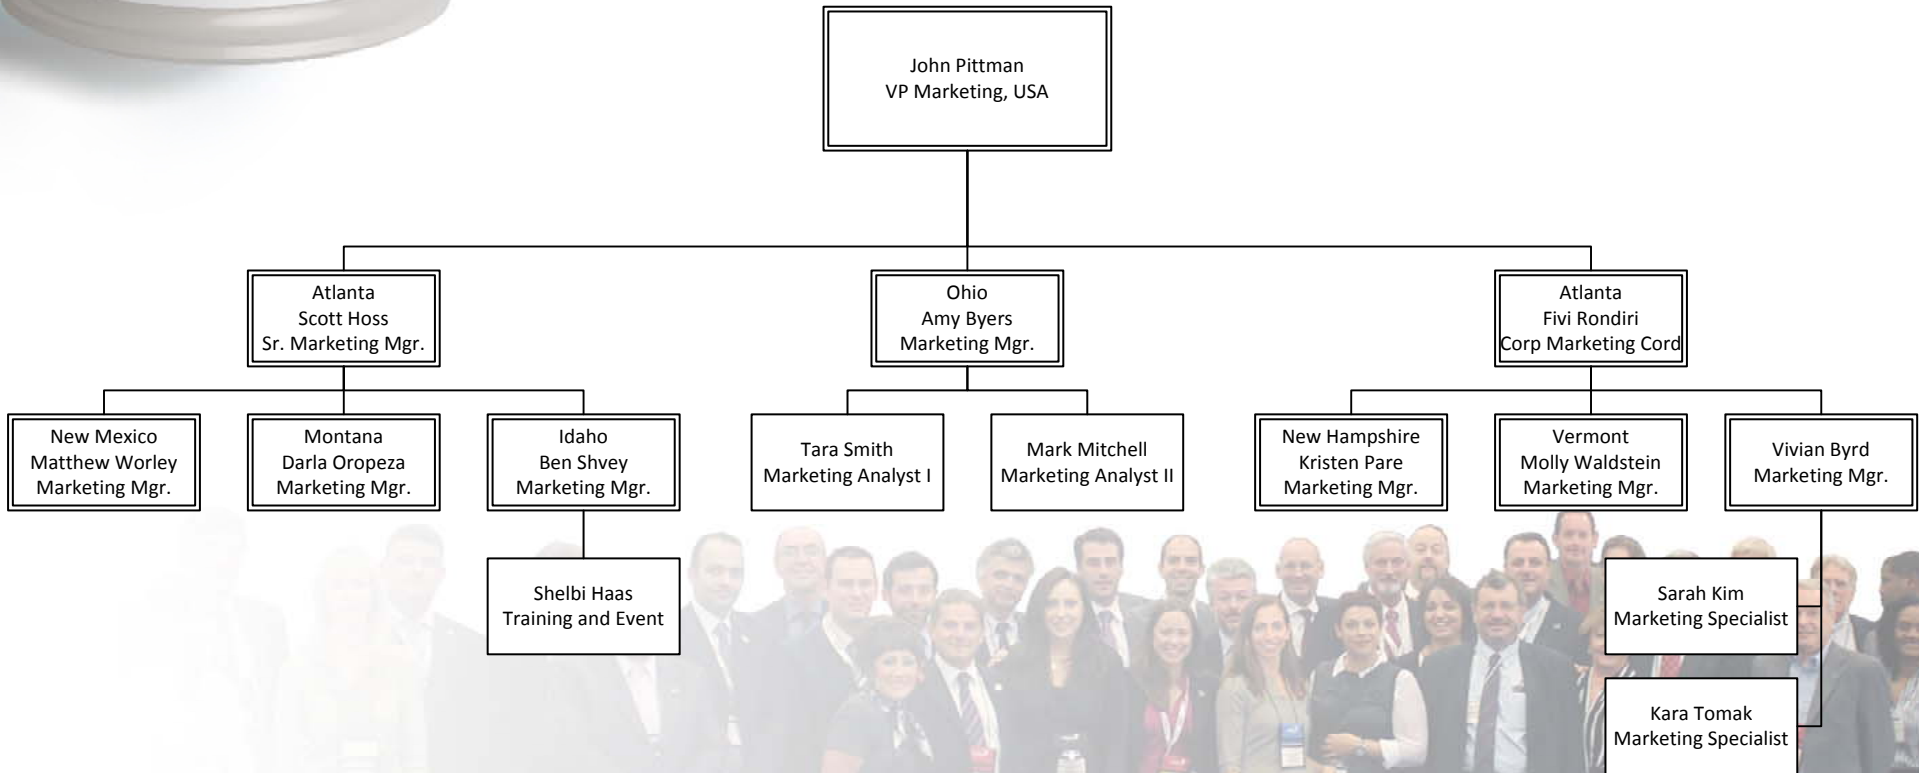 John Pittman
VP Marketing, USA
Atlanta
Scott Hoss
Sr. Marketing Mgr.
Ohio
Amy Byers
Marketing Mgr.
Atlanta
Fivi Rondiri
Corp Marketing Cord
New Mexico
Matthew Worley
Marketing Mgr.
Montana
Darla Oropeza
Marketing Mgr.
Idaho
Ben Shvey
Marketing Mgr.
Tara Smith
Marketing Analyst I
Mark Mitchell
Marketing Analyst II
New Hampshire
Kristen Pare
Marketing Mgr.
Vermont
Molly Waldstein
Marketing Mgr.
Vivian Byrd
Marketing Mgr.
Shelbi Haas
Training and Event
Sarah Kim
Marketing Specialist
Kara Tomak
Marketing Specialist